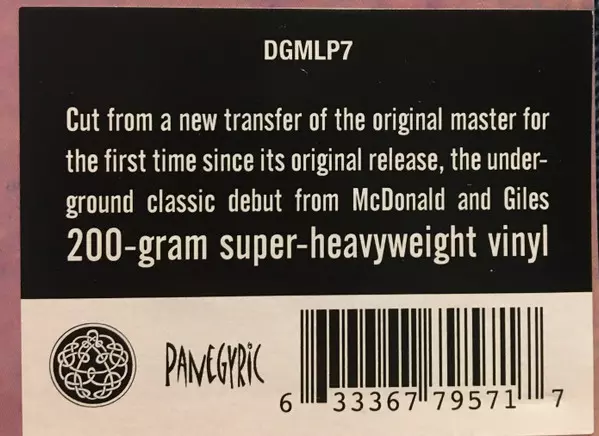 DGMLP7
Cut from a new transfer of the original master for
the first time since its original release, the under-
ground classic debut from McDonald and Giles
200-gram super-heavyweight vinyl
PANEGYRIC
6 33367 79571 7